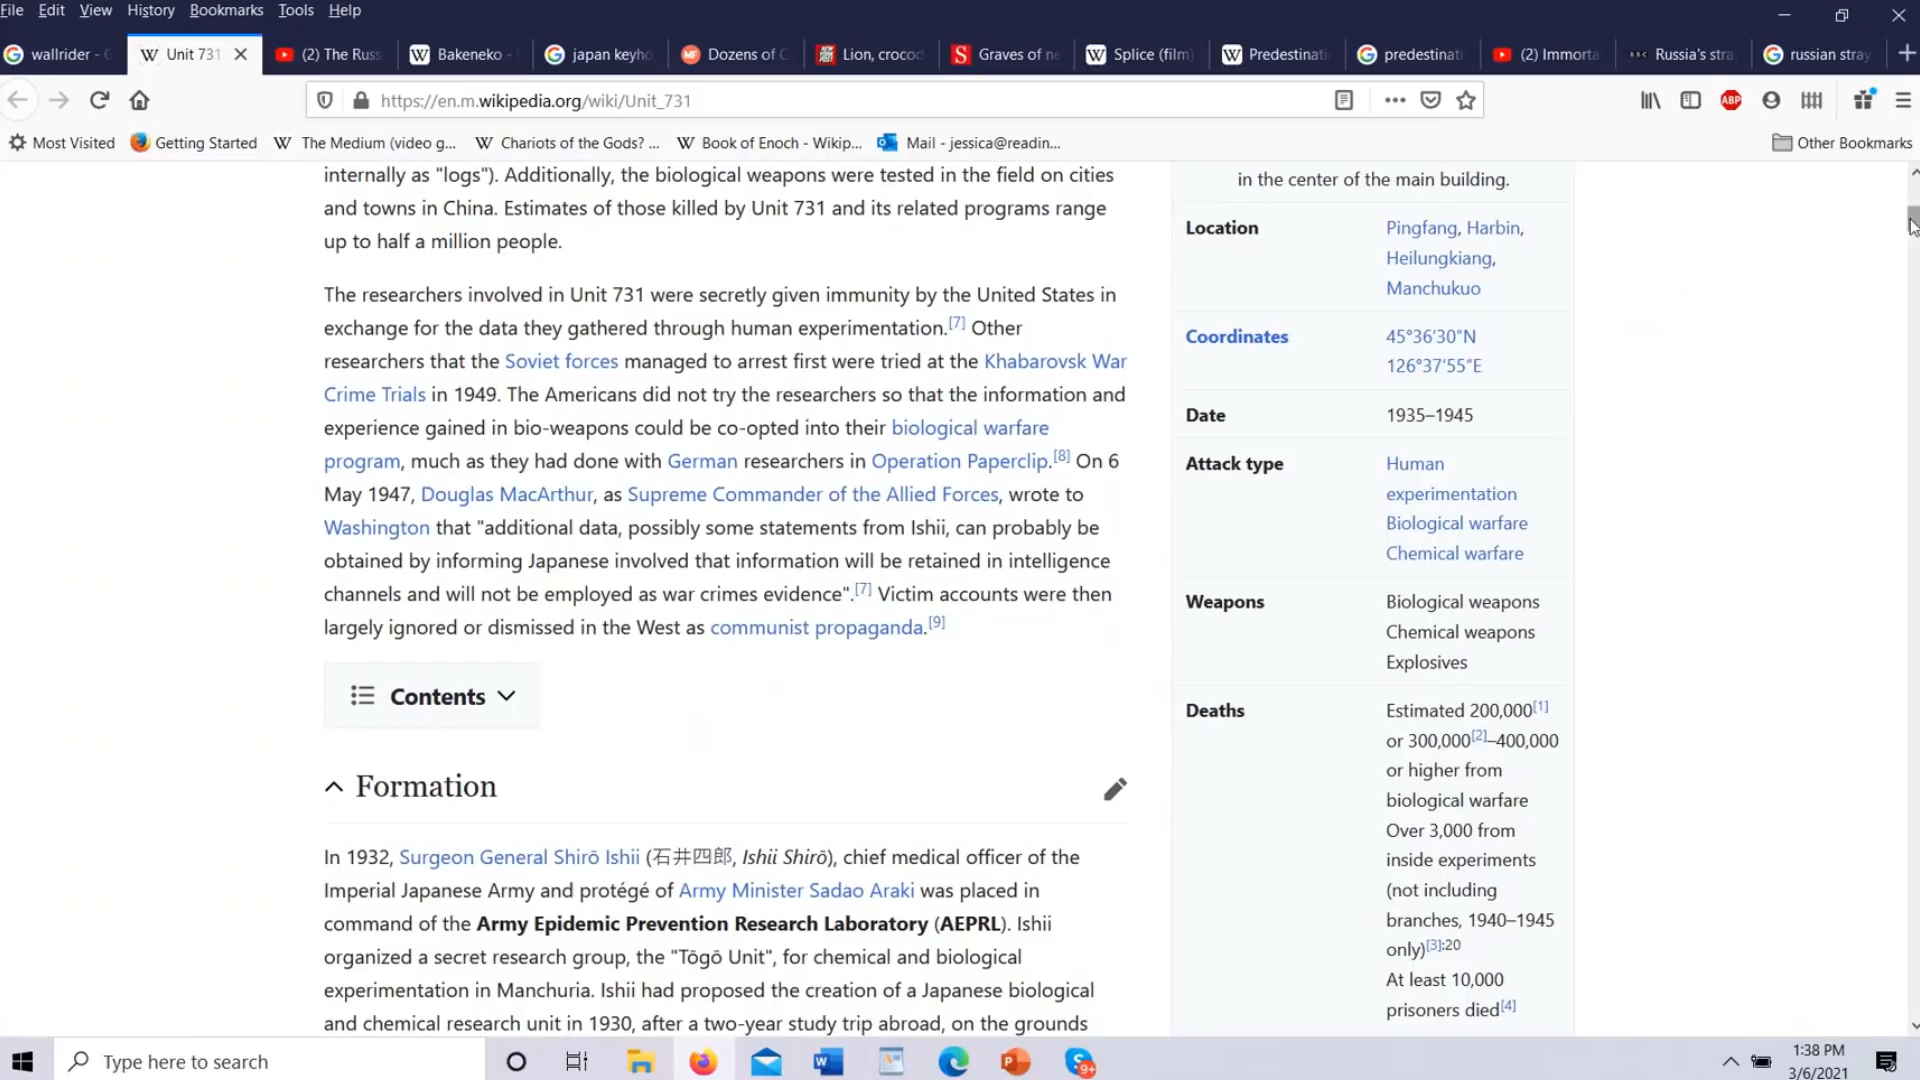 File Edit View History Bookmarks Tools Help
wallrider - G
Unit 731
(2) The Russ
Bakeneko -
japan keyho
Dozens of C
Lion, crocod
Graves of ne
Splice (film)
Predestinati
predestinati
(2) Immorta
Russia's stra
russian stray
https://en.m.wikipedia.org/wiki/Unit_731
ABP
Most Visited
Getting Started
The Medium (video g...
Chariots of the Gods? ...
Book of Enoch - Wikip...
Mail - jessica@readin...
Other Bookmarks
internally as "logs"). Additionally, the biological weapons were tested in the field on cities
and towns in China. Estimates of those killed by Unit 731 and its related programs range
up to half a million people.
The researchers involved in Unit 731 were secretly given immunity by the United States in
exchange for the data they gathered through human experimentation.[7] Other
researchers that the Soviet forces managed to arrest first were tried at the Khabarovsk War
Crime Trials in 1949. The Americans did not try the researchers so that the information and
experience gained in bio-weapons could be co-opted into their biological warfare
program, much as they had done with German researchers in Operation Paperclip.[8] On 6
May 1947, Douglas MacArthur, as Supreme Commander of the Allied Forces, wrote to
Washington that "additional data, possibly some statements from Ishii, can probably be
obtained by informing Japanese involved that information will be retained in intelligence
channels and will not be employed as war crimes evidence".[7] Victim accounts were then
largely ignored or dismissed in the West as communist propaganda.[9]
Contents
Formation
In 1932, Surgeon General Shirō Ishii (石井四郎, Ishii Shirō), chief medical officer of the
Imperial Japanese Army and protégé of Army Minister Sadao Araki was placed in
command of the Army Epidemic Prevention Research Laboratory (AEPRL). Ishii
organized a secret research group, the "Tōgō Unit", for chemical and biological
experimentation in Manchuria. Ishii had proposed the creation of a Japanese biological
and chemical research unit in 1930, after a two-year study trip abroad, on the grounds
in the center of the main building.
Location
Pingfang, Harbin,
Heilungkiang,
Manchukuo
Coordinates
45°36′30″N
126°37′55″E
Date
1935–1945
Attack type
Human
experimentation
Biological warfare
Chemical warfare
Weapons
Biological weapons
Chemical weapons
Explosives
Deaths
Estimated 200,000[1]
or 300,000[2]–400,000
or higher from
biological warfare
Over 3,000 from
inside experiments
(not including
branches, 1940–1945
only)[3]:20
At least 10,000
prisoners died[4]
Type here to search
9+
1:38 PM
3/6/2021